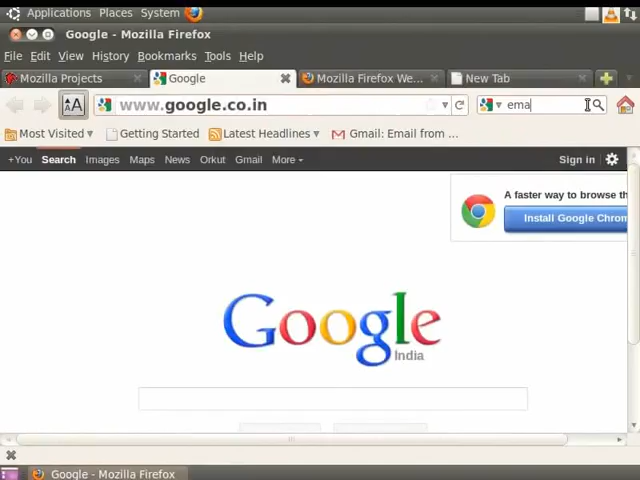 Applications Places System
Google - Mozilla Firefox
File Edit View History Bookmarks Tools Help
Mozilla Projects Google Mozilla Firefox We... New Tab
www.google.co.in ema
Most Visited Getting Started Latest Headlines Gmail: Email from ...
+You Search Images Maps News Orkut Gmail More Sign in
A faster way to browse th
Install Google Chrom
Google
India
Google - Mozilla Firefox